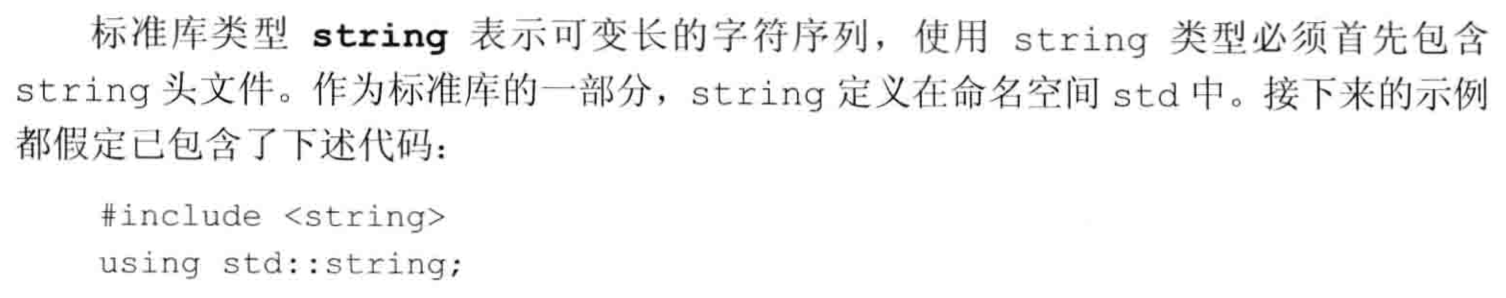 标准库类型 string 表示可变长的字符序列，使用 string 类型必须首先包含
string 头文件。作为标准库的一部分，string 定义在命名空间 std 中。接下来的示例
都假定已包含了下述代码：
#include <string>
using std::string;